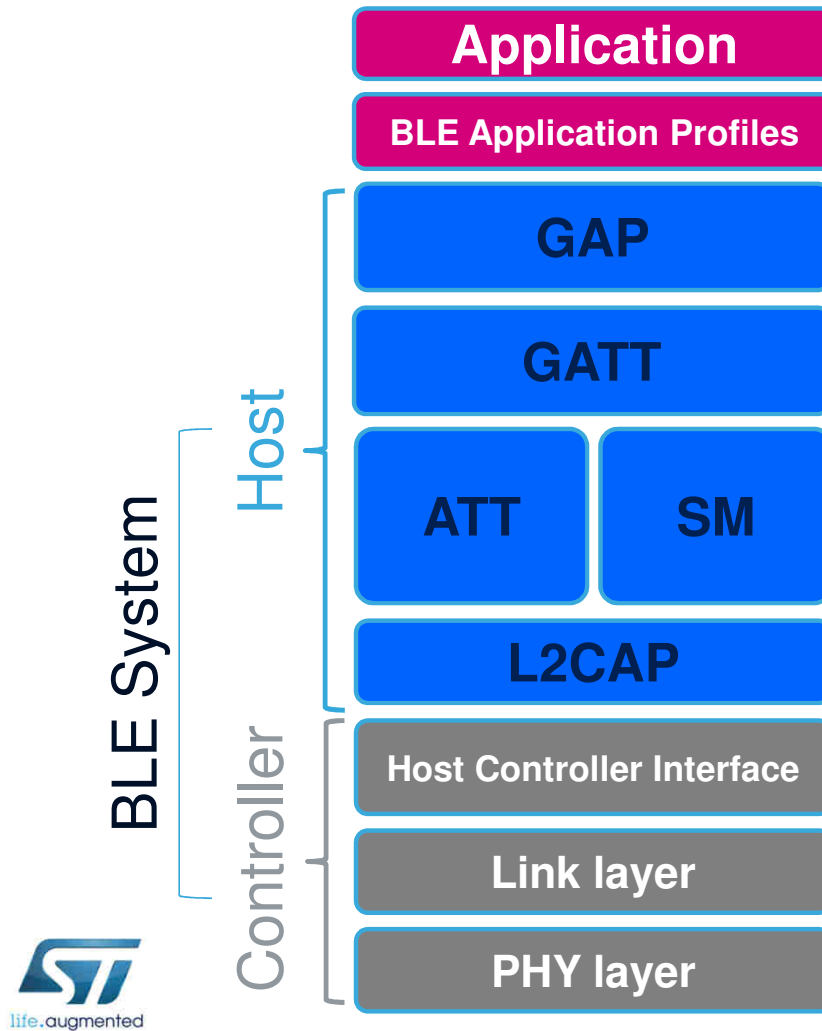 Application
BLE Application Profiles
GAP
GATT
ATT
SM
L2CAP
Host Controller Interface
Link layer
PHY layer
Host
Controller
BLE System
life.augmented